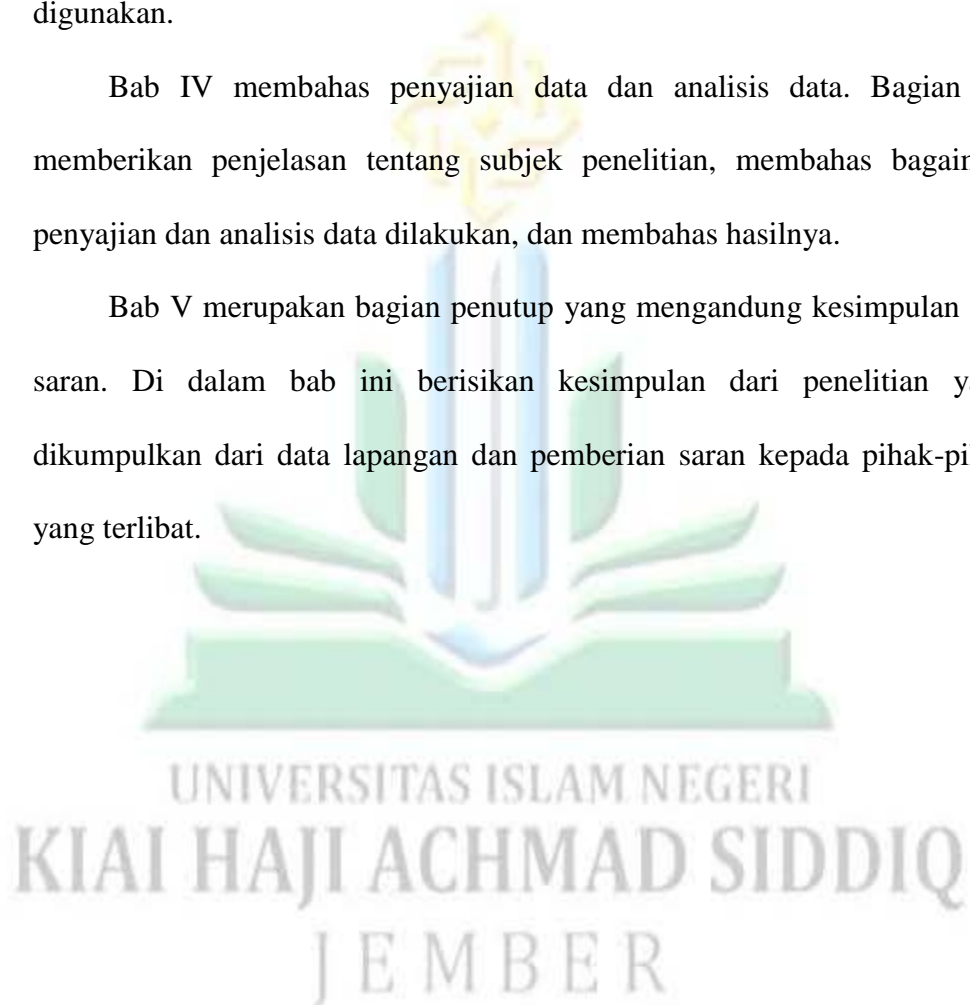 digunakan.
Bab IV membahas penyajian data dan analisis data. Bagian
memberikan penjelasan tentang subjek penelitian, membahas
penyajian dan analisis data dilakukan, dan membahas hasilnya.
Bab V merupakan bagian penutup yang mengandung kesimpulan
saran. Di dalam bab ini berisikan kesimpulan dari penelitian
dikumpulkan dari data lapangan dan pemberian saran kepada
yang terlibat.
UNIVERSITAS ISLAM NEGERI
KIAI HAJI ACHMAD SIDDIQ
JEMBER